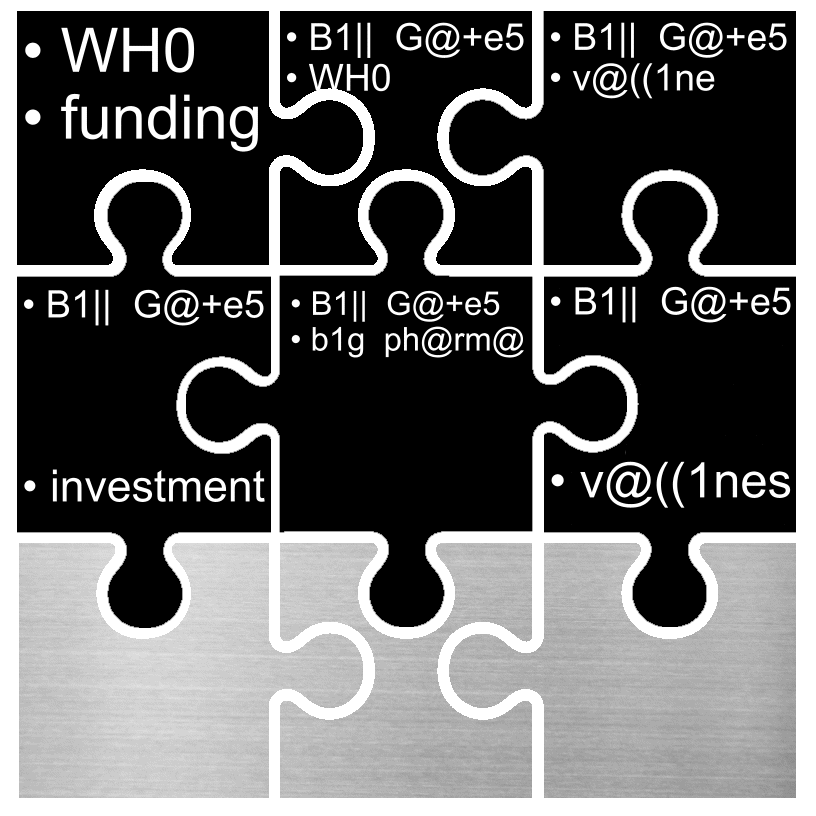 • WH0
• funding
• B1|| G@+e5
• WH0
• B1|| G@+e5
• v@((1ne
• B1|| G@+e5
• investment
• B1|| G@+e5
• b1g ph@rm@
• B1|| G@+e5
• v@((1nes